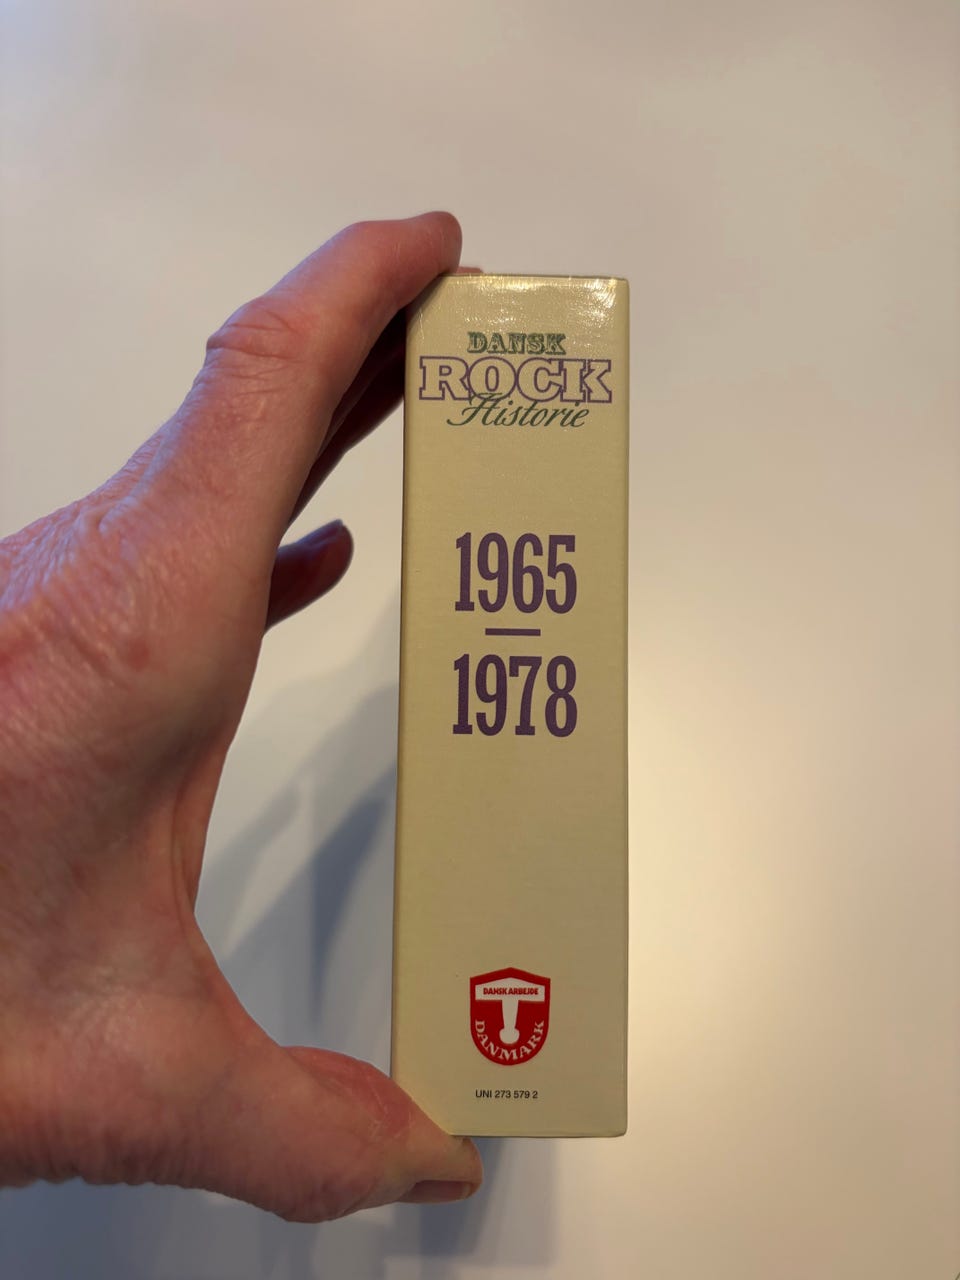 DANSK
ROCK
Historie
1965
—
1978
DANSK ARBEJDE
DANMARK
UNI 273 579 2